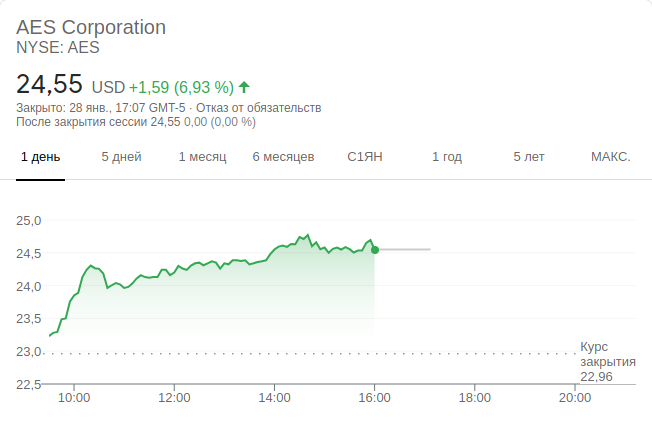 AES Corporation
NYSE: AES
24,55 USD +1,59 (6,93 %)
Закрыто: 28 янв., 17:07 GMT-5 · Отказ от обязательств
После закрытия сессии 24,55 0,00 (0,00 %)
1 день 5 дней 1 месяц 6 месяцев С1ЯН 1 год 5 лет МАКС.
25,0
24,5
24,0
23,5
23,0
22,5
Курс
закрытия
22,96
10:00 12:00 14:00 16:00 18:00 20:00